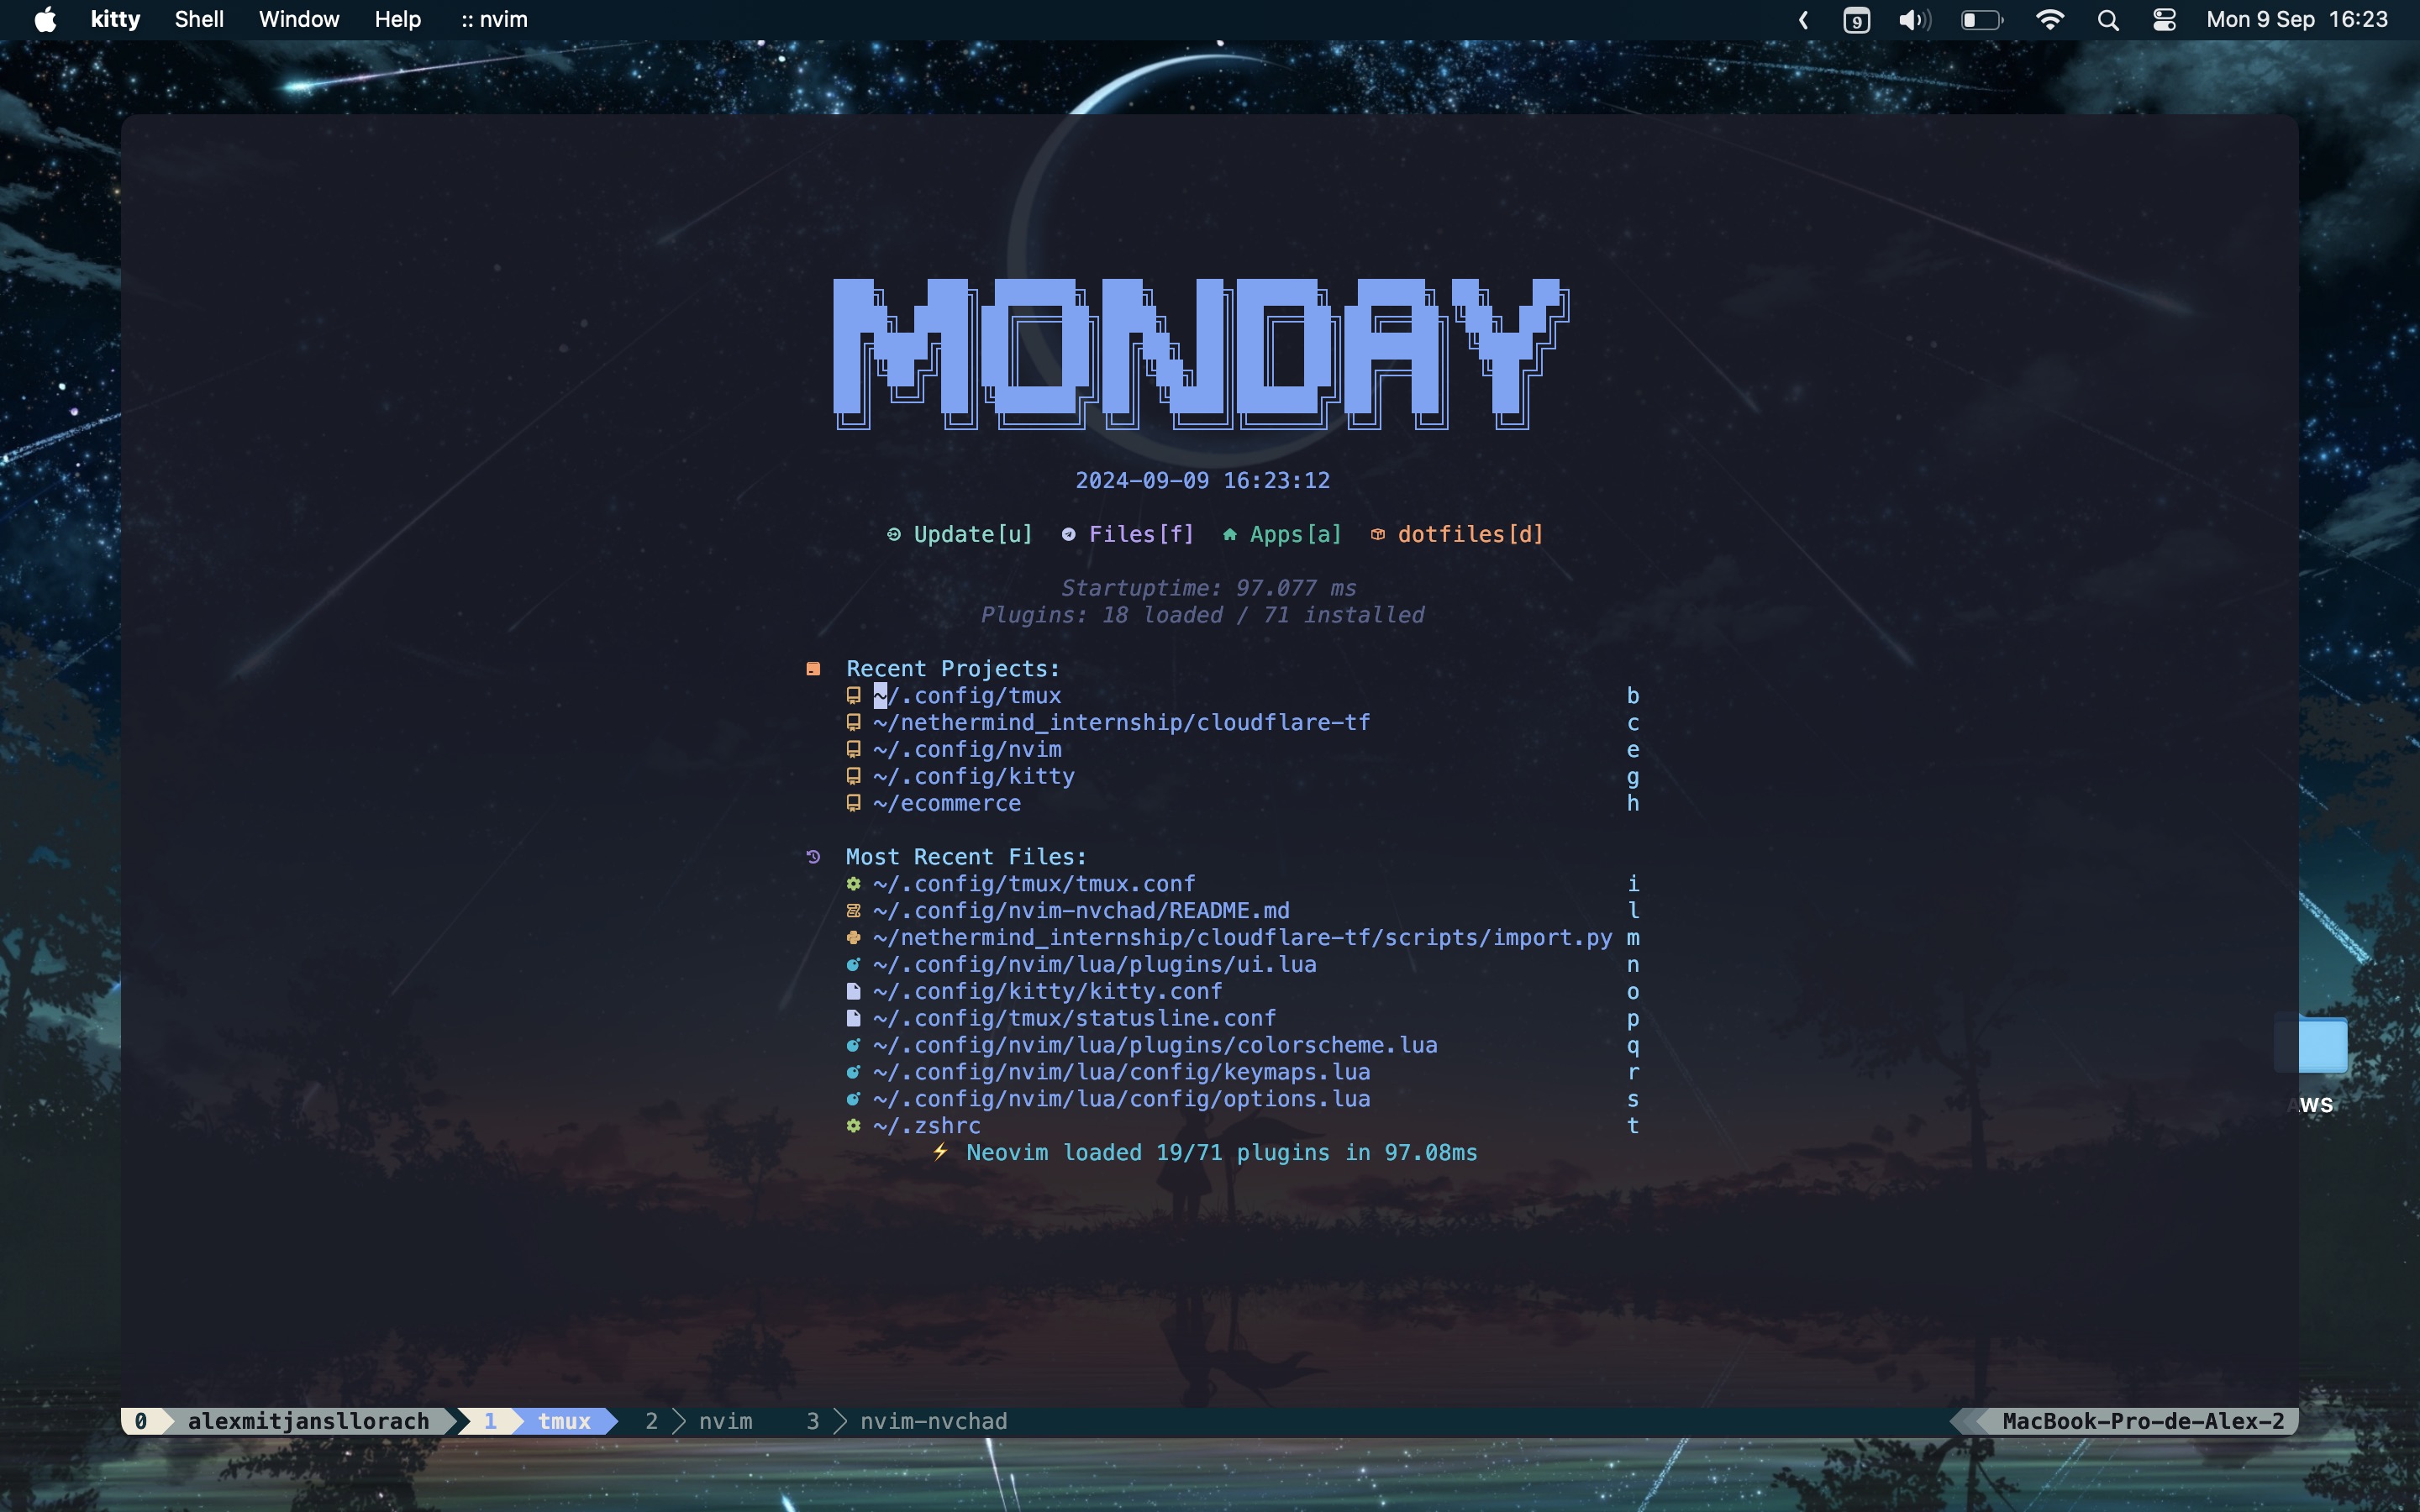 kitty Shell Window Help :: nvim 9 Mon 9 Sep 16:23
MONDAY
2024-09-09 16:23:12
Update[u] Files[f] Apps[a] dotfiles[d]
Startuptime: 97.077 ms
Plugins: 18 loaded / 71 installed
Recent Projects:
~/.config/tmux b
~/nethermind_internship/cloudflare-tf c
~/.config/nvim e
~/.config/kitty g
~/ecommerce h
Most Recent Files:
~/.config/tmux/tmux.conf i
~/.config/nvim-nvchad/README.md l
~/nethermind_internship/cloudflare-tf/scripts/import.py m
~/.config/nvim/lua/plugins/ui.lua n
~/.config/kitty/kitty.conf o
~/.config/tmux/statusline.conf p
~/.config/nvim/lua/plugins/colorscheme.lua q
~/.config/nvim/lua/config/keymaps.lua r
~/.config/nvim/lua/config/options.lua s
~/.zshrc t
⚡ Neovim loaded 19/71 plugins in 97.08ms
AWS
0 alexmitjansllorach 1 tmux 2 nvim 3 nvim-nvchad MacBook-Pro-de-Alex-2